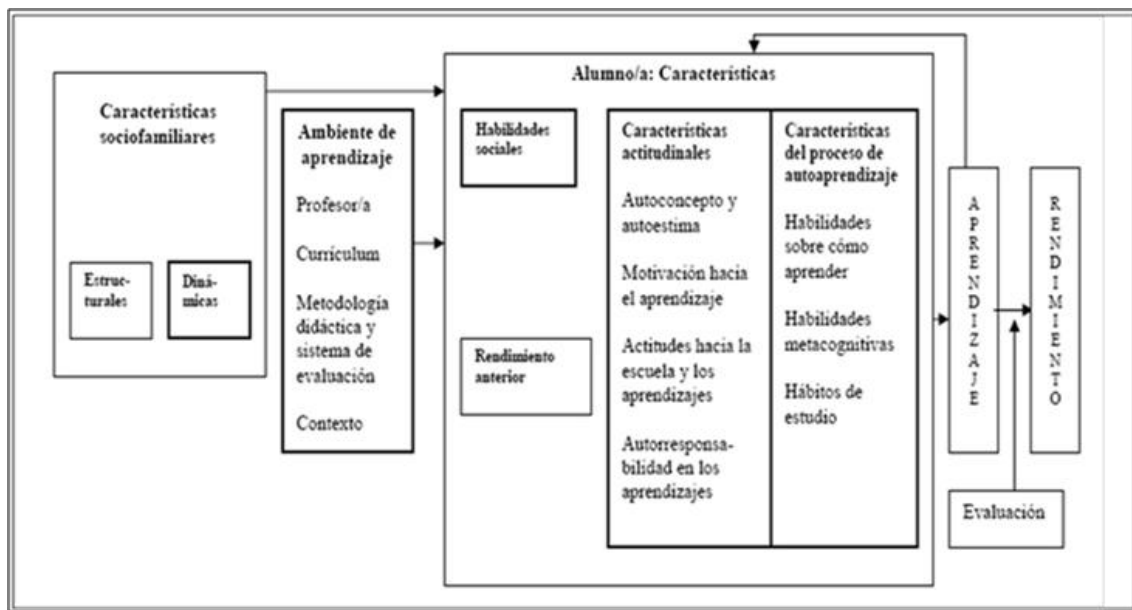 Alumno/a: Características
Características
sociofamiliares
Estruc-
turales
Diná-
micas
Ambiente de
aprendizaje
Profesor/a
Currículum
Metodología
didáctica y
sistema de
evaluación
Contexto
Habilidades
sociales
Rendimiento
anterior
Características
actitudinales
Autoconcepto y
autoestima
Motivación hacia
el aprendizaje
Actitudes hacia la
escuela y los
aprendizajes
Autorresponsa-
bilidad en los
aprendizajes
Características
del proceso de
autoaprendizaje
Habilidades
sobre cómo
aprender
Habilidades
metacognitivas
Hábitos de
estudio
APRENDIZAJE
RENDIMIENTO
Evaluación